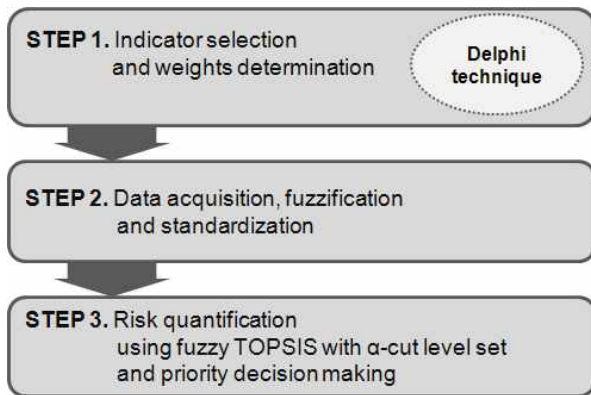 STEP 1. Indicator selection
and weights determination
Delphi
technique
STEP 2. Data acquisition, fuzzification
and standardization
STEP 3. Risk quantification
using fuzzy TOPSIS with α-cut level set
and priority decision making